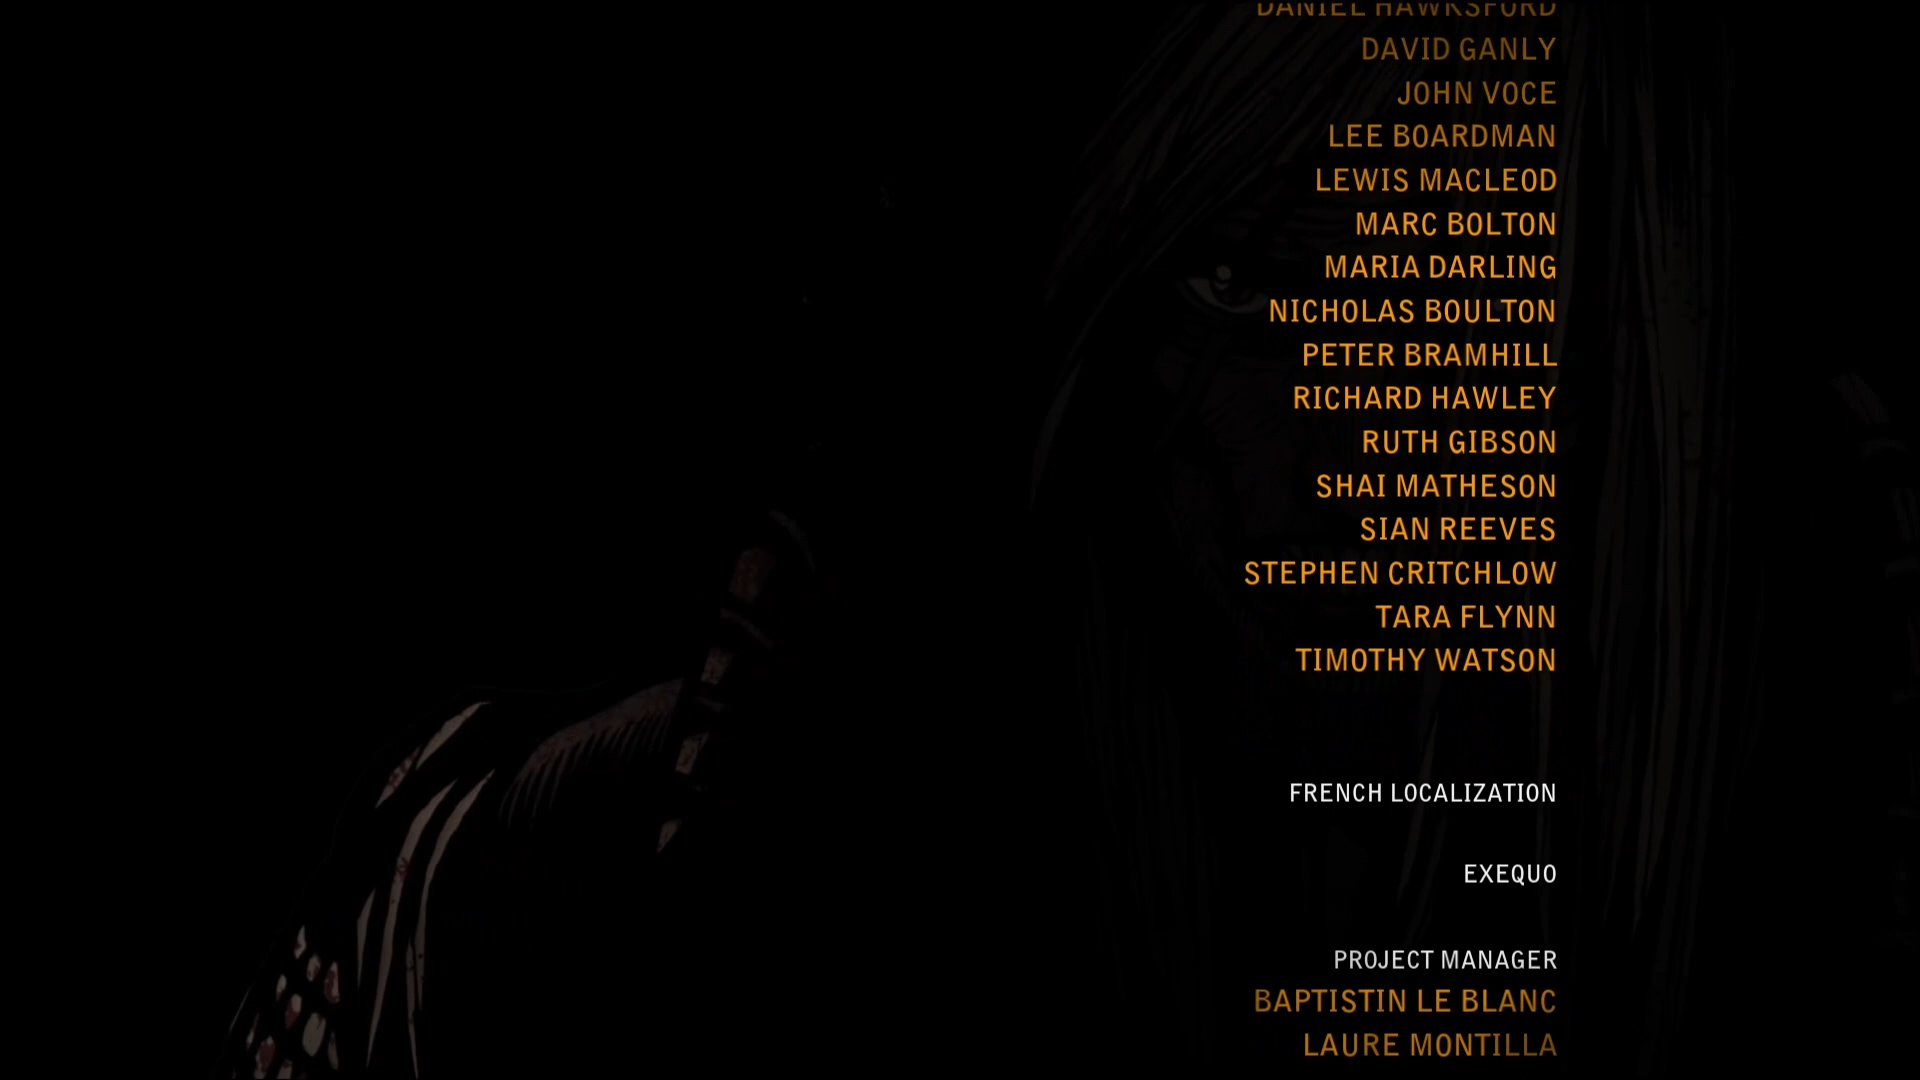 DANIEL HAWKSFORD
DAVID GANLY
JOHN VOCE
LEE BOARDMAN
LEWIS MACLEOD
MARC BOLTON
MARIA DARLING
NICHOLAS BOULTON
PETER BRAMHILL
RICHARD HAWLEY
RUTH GIBSON
SHAI MATHESON
SIAN REEVES
STEPHEN CRITCHLOW
TARA FLYNN
TIMOTHY WATSON
FRENCH LOCALIZATION
EXEQUO
PROJECT MANAGER
BAPTISTIN LE BLANC
LAURE MONTILLA